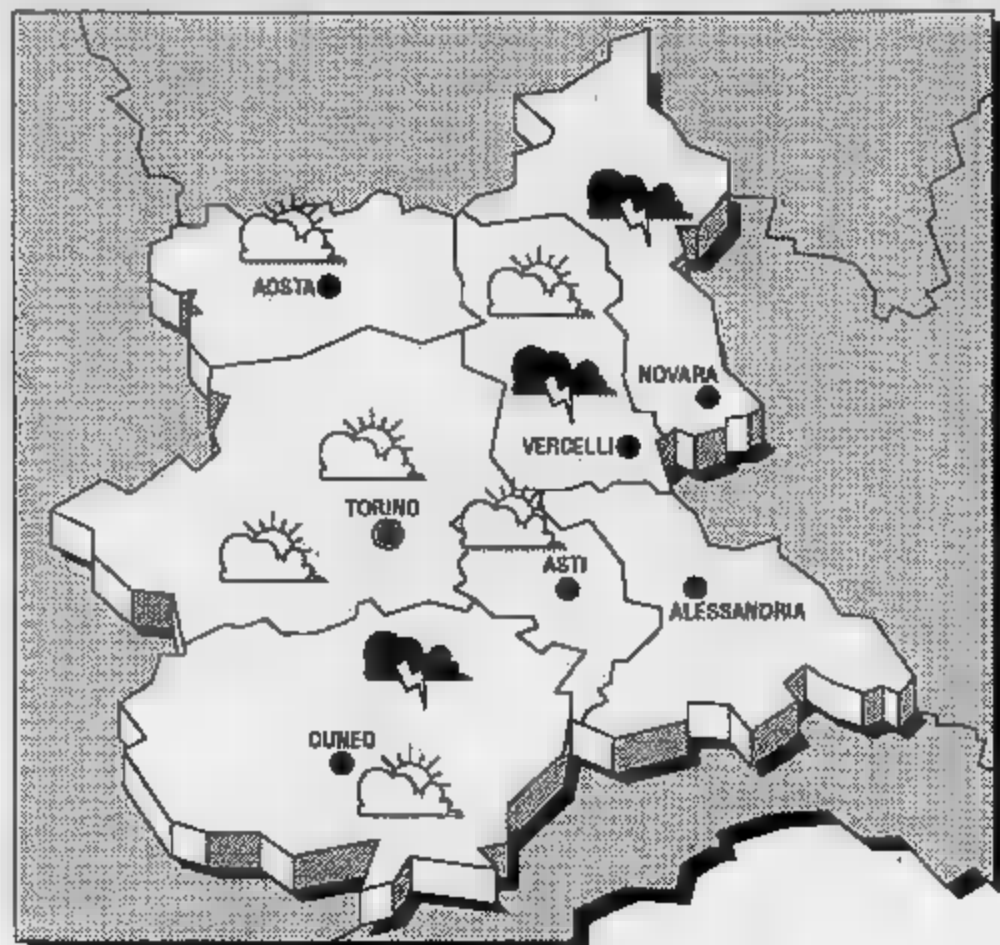 AOSTA
NOVARA
VERCELLI
TORINO
ASTI
ALESSANDRIA
CUNEO